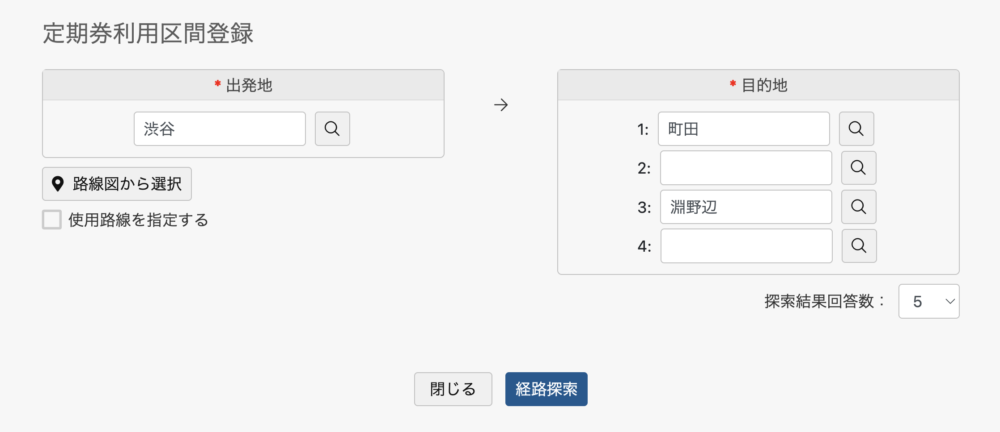 定期券利用区間登録
* 出発地
渋谷
路線図から選択
使用路線を指定する
→
* 目的地
1: 町田
2:
3: 淵野辺
4:
探索結果回答数： 5
閉じる 経路探索